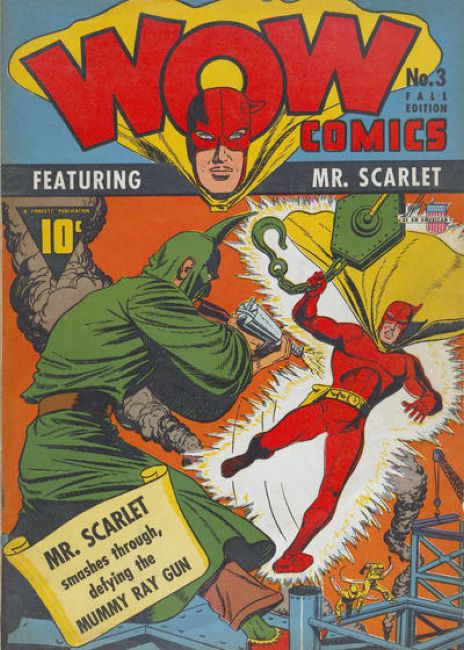 WOW
No.3
FALL
EDITION
COMICS
FEATURING MR. SCARLET
A FAWCETT PUBLICATION
10¢
MR. SCARLET
smashes through,
defying the
MUMMY RAY GUN